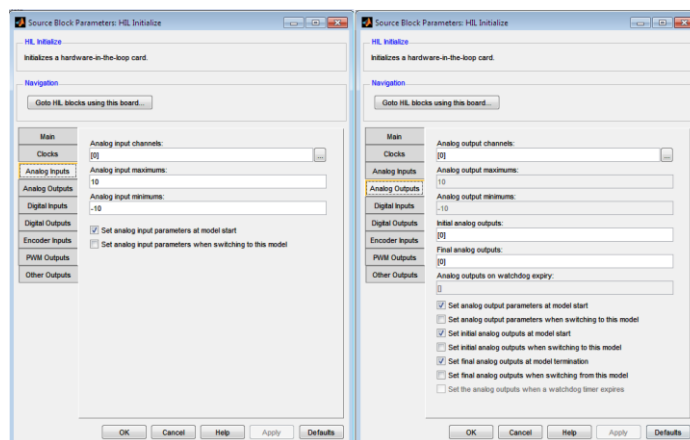 Source Block Parameters: HIL Initialize
HIL Initialize
Initializes a hardware-in-the-loop card.
Navigation
Goto HIL blocks using this board...
Main
Clocks
Analog Inputs
Analog Outputs
Digital Inputs
Digital Outputs
Encoder Inputs
PWM Outputs
Other Outputs
Analog input channels:
[0]
...
Analog input maximums:
10
Analog input minimums:
-10
Set analog input parameters at model start
Set analog input parameters when switching to this model
OK Cancel Help Apply Defaults
Source Block Parameters: HIL Initialize
HIL Initialize
Initializes a hardware-in-the-loop card.
Navigation
Goto HIL blocks using this board...
Main
Clocks
Analog Inputs
Analog Outputs
Digital Inputs
Digital Outputs
Encoder Inputs
PWM Outputs
Other Outputs
Analog output channels:
[0]
...
Analog output maximums:
10
Analog output minimums:
-10
Initial analog outputs:
[0]
Final analog outputs:
[0]
Analog outputs on watchdog expiry:
[]
Set analog output parameters at model start
Set analog output parameters when switching to this model
Set initial analog outputs at model start
Set initial analog outputs when switching to this model
Set final analog outputs at model termination
Set final analog outputs when switching from this model
Set the analog outputs when a watchdog timer expires
OK Cancel Help Apply Defaults